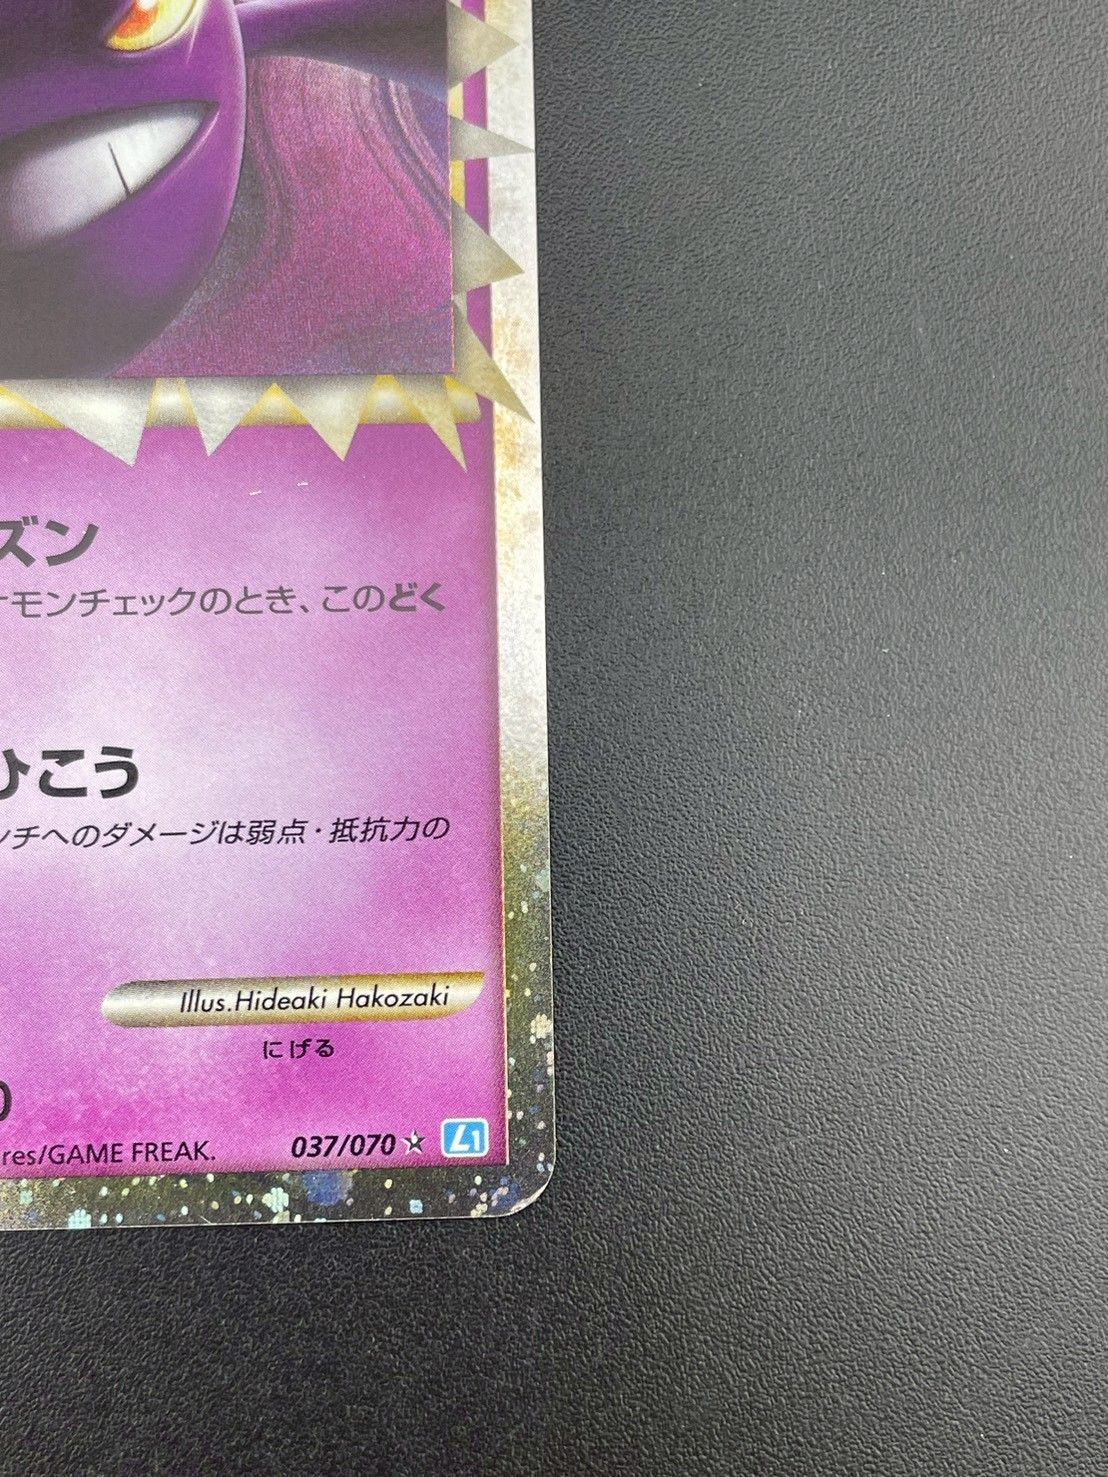 ズン
モンチェックのとき、このどく
ひこう
ンチへのダメージは弱点・抵抗力の
Illus.Hideaki Hakozaki
にげる
0
res/GAME FREAK.
037/070 ★ L1